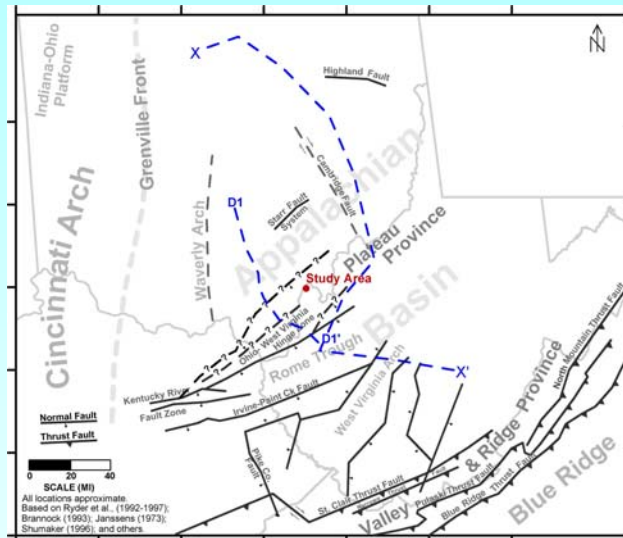 Indiana-Ohio
Platform
Grenville Front
Cincinnati Arch
X
Highland Fault
N
Cambridge Fault
Appalachian
Basin
Plateau
Province
D1
Starr Fault
System
Waverly Arch
Study Area
Ohio-West Virginia
Hinge Zone
D1'
X'
Rome Trough
West Virginia Arch
Kentucky River
Fault Zone
Irvine-Paint Ck Fault
Pike Co.
Fault
St. Clair Thrust Fault
Pulaski Thrust Fault
Blue Ridge Thrust Fault
North Mountain Thrust Fault
Valley & Ridge Province
Blue Ridge
Normal Fault
Thrust Fault
0 20 40
SCALE (MI)
All locations approximate.
Based on Ryder et al., (1992-1997);
Brannock (1993); Janssens (1973);
Shumaker (1996); and others.